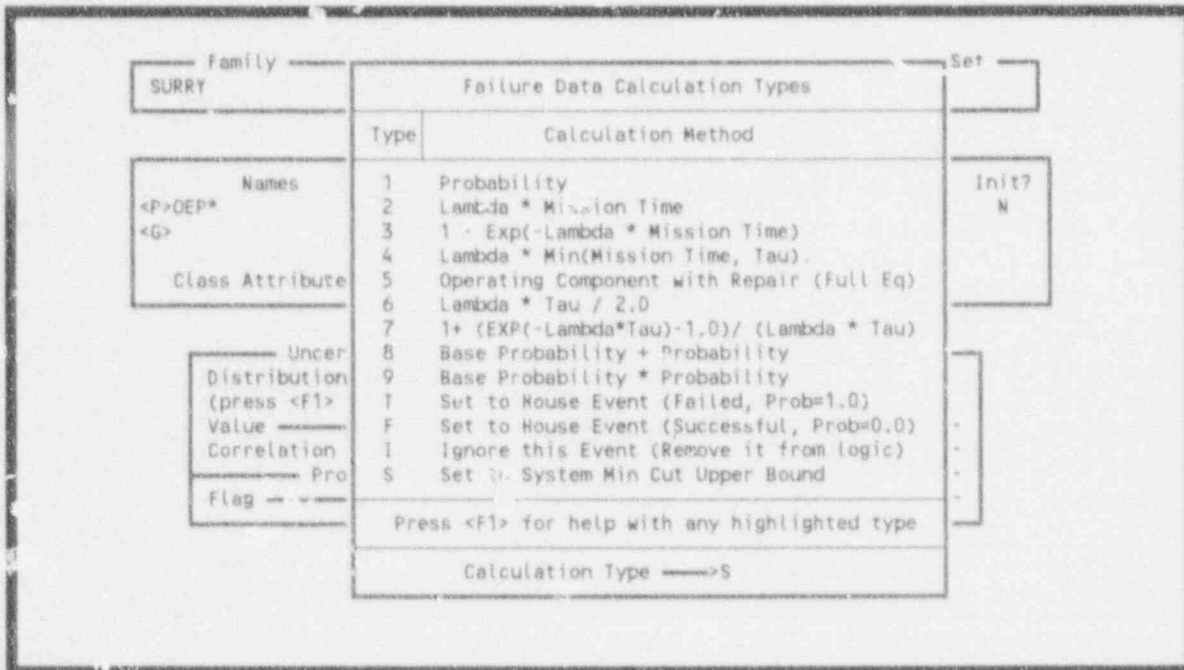 Family
Set
SURRY
Failure Data Calculation Types
Type Calculation Method
Names
Init?
<P>OEP*
N
<G>
Class Attribute
1 Probability
2 Lambda * Mission Time
3 1 - Exp(-Lambda * Mission Time)
4 Lambda * Min(Mission Time, Tau)
5 Operating Component with Repair (Full Eq)
6 Lambda * Tau / 2.0
7 1+ (EXP(-Lambda*Tau)-1.0)/ (Lambda * Tau)
8 Base Probability + Probability
9 Base Probability * Probability
T Set to House Event (Failed, Prob=1.0)
F Set to House Event (Successful, Prob=0.0)
I Ignore this Event (Remove it from logic)
S Set System Min Cut Upper Bound
Uncer
Distribution
(press <F1>
Value
Correlation
Pro
Flag
Press <F1> for help with any highlighted type
Calculation Type ——>S